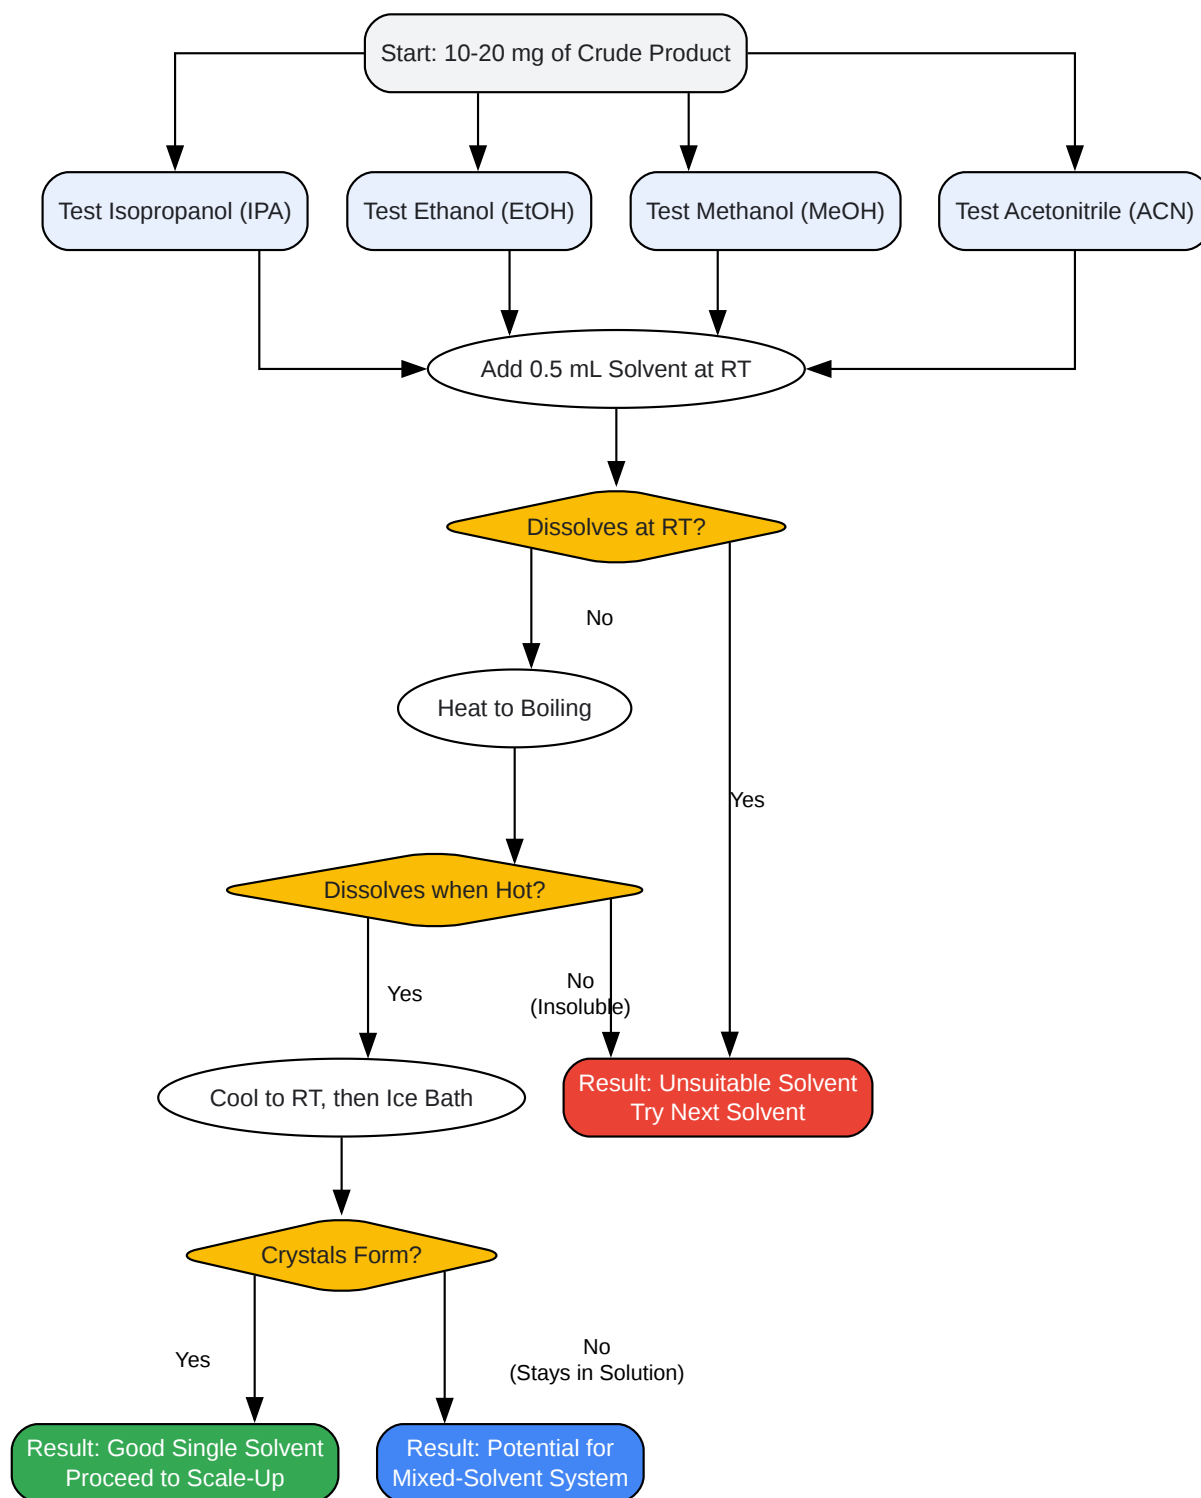 Start: 10-20 mg of Crude Product
Test Isopropanol (IPA)
Test Ethanol (EtOH)
Test Methanol (MeOH)
Test Acetonitrile (ACN)
Add 0.5 mL Solvent at RT
Dissolves at RT?
No
Heat to Boiling
Yes
Dissolves when Hot?
Yes
No
(Insoluble)
Cool to RT, then Ice Bath
Result: Unsuitable Solvent
Try Next Solvent
Crystals Form?
Yes
No
(Stays in Solution)
Result: Good Single Solvent
Proceed to Scale-Up
Result: Potential for
Mixed-Solvent System